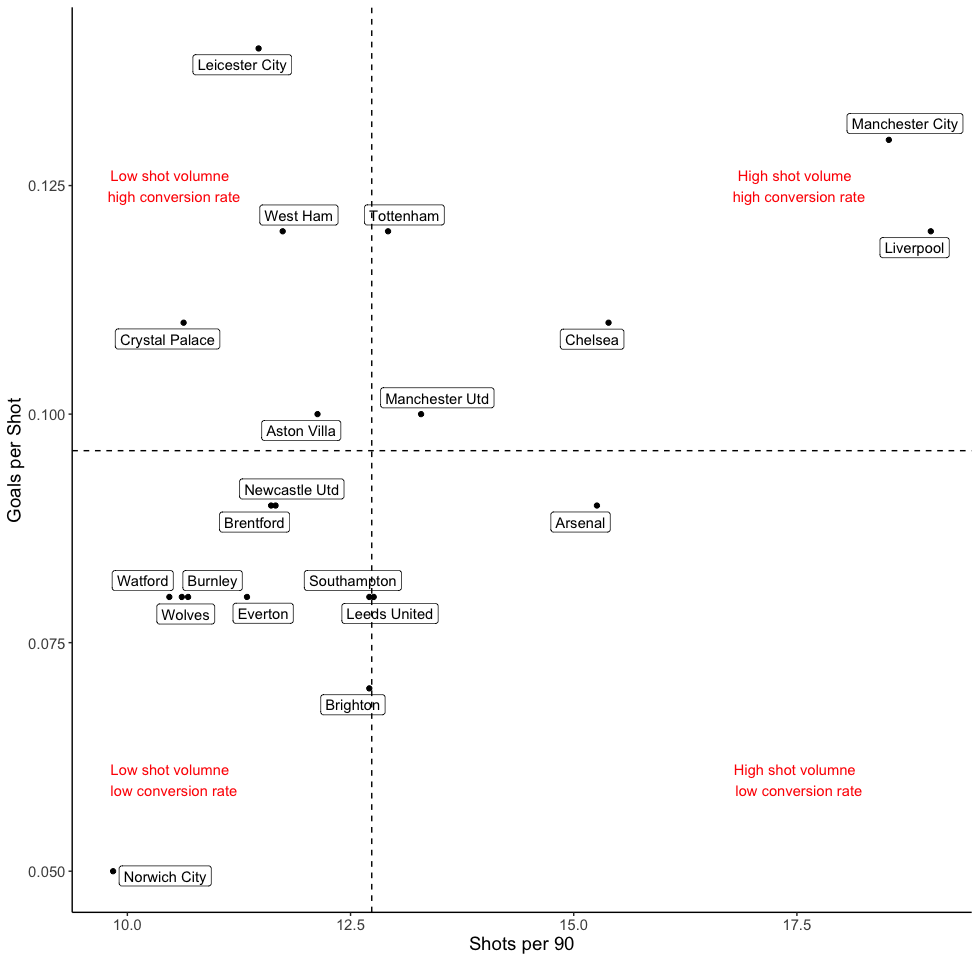 Leicester City
Manchester City
Low shot volumne
high conversion rate
High shot volume
high conversion rate
0.125
West Ham
Tottenham
Liverpool
Crystal Palace
Chelsea
Manchester Utd
0.100
Aston Villa
Goals per Shot
Newcastle Utd
Brentford
Arsenal
Watford
Burnley
Southampton
Wolves
Everton
Leeds United
0.075
Brighton
Low shot volumne
low conversion rate
High shot volumne
low conversion rate
0.050
Norwich City
10.0
12.5
15.0
17.5
Shots per 90